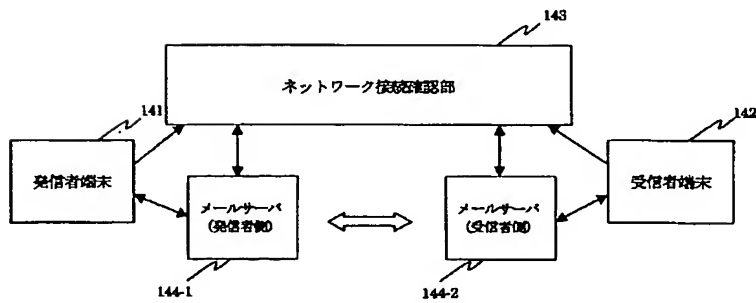 143
ネットワーク接続確認部
141
142
発信者端末
受信者端末
メールサーバ
(発信者側)
メールサーバ
(受信者側)
144-1
144-2